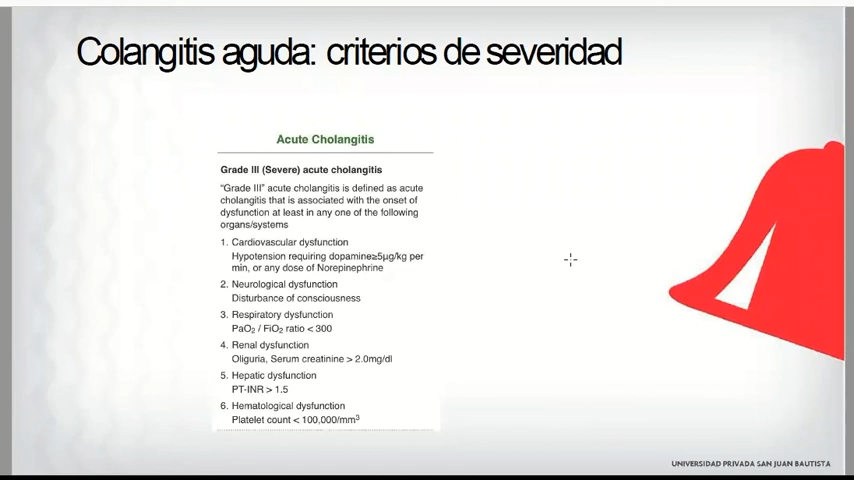 Colangitis aguda: criterios de severidad
Acute Cholangitis
Grade III (Severe) acute cholangitis
“Grade III” acute cholangitis is defined as acute
cholangitis that is associated with the onset of
dysfunction at least in any one of the following
organs/systems
1. Cardiovascular dysfunction
Hypotension requiring dopamine≥5μg/kg per
min, or any dose of Norepinephrine
2. Neurological dysfunction
Disturbance of consciousness
3. Respiratory dysfunction
PaO2 / FiO2 ratio < 300
4. Renal dysfunction
Oliguria, Serum creatinine > 2.0mg/dl
5. Hepatic dysfunction
PT-INR > 1.5
6. Hematological dysfunction
Platelet count < 100,000/mm³
UNIVERSIDAD PRIVADA SAN JUAN BAUTISTA